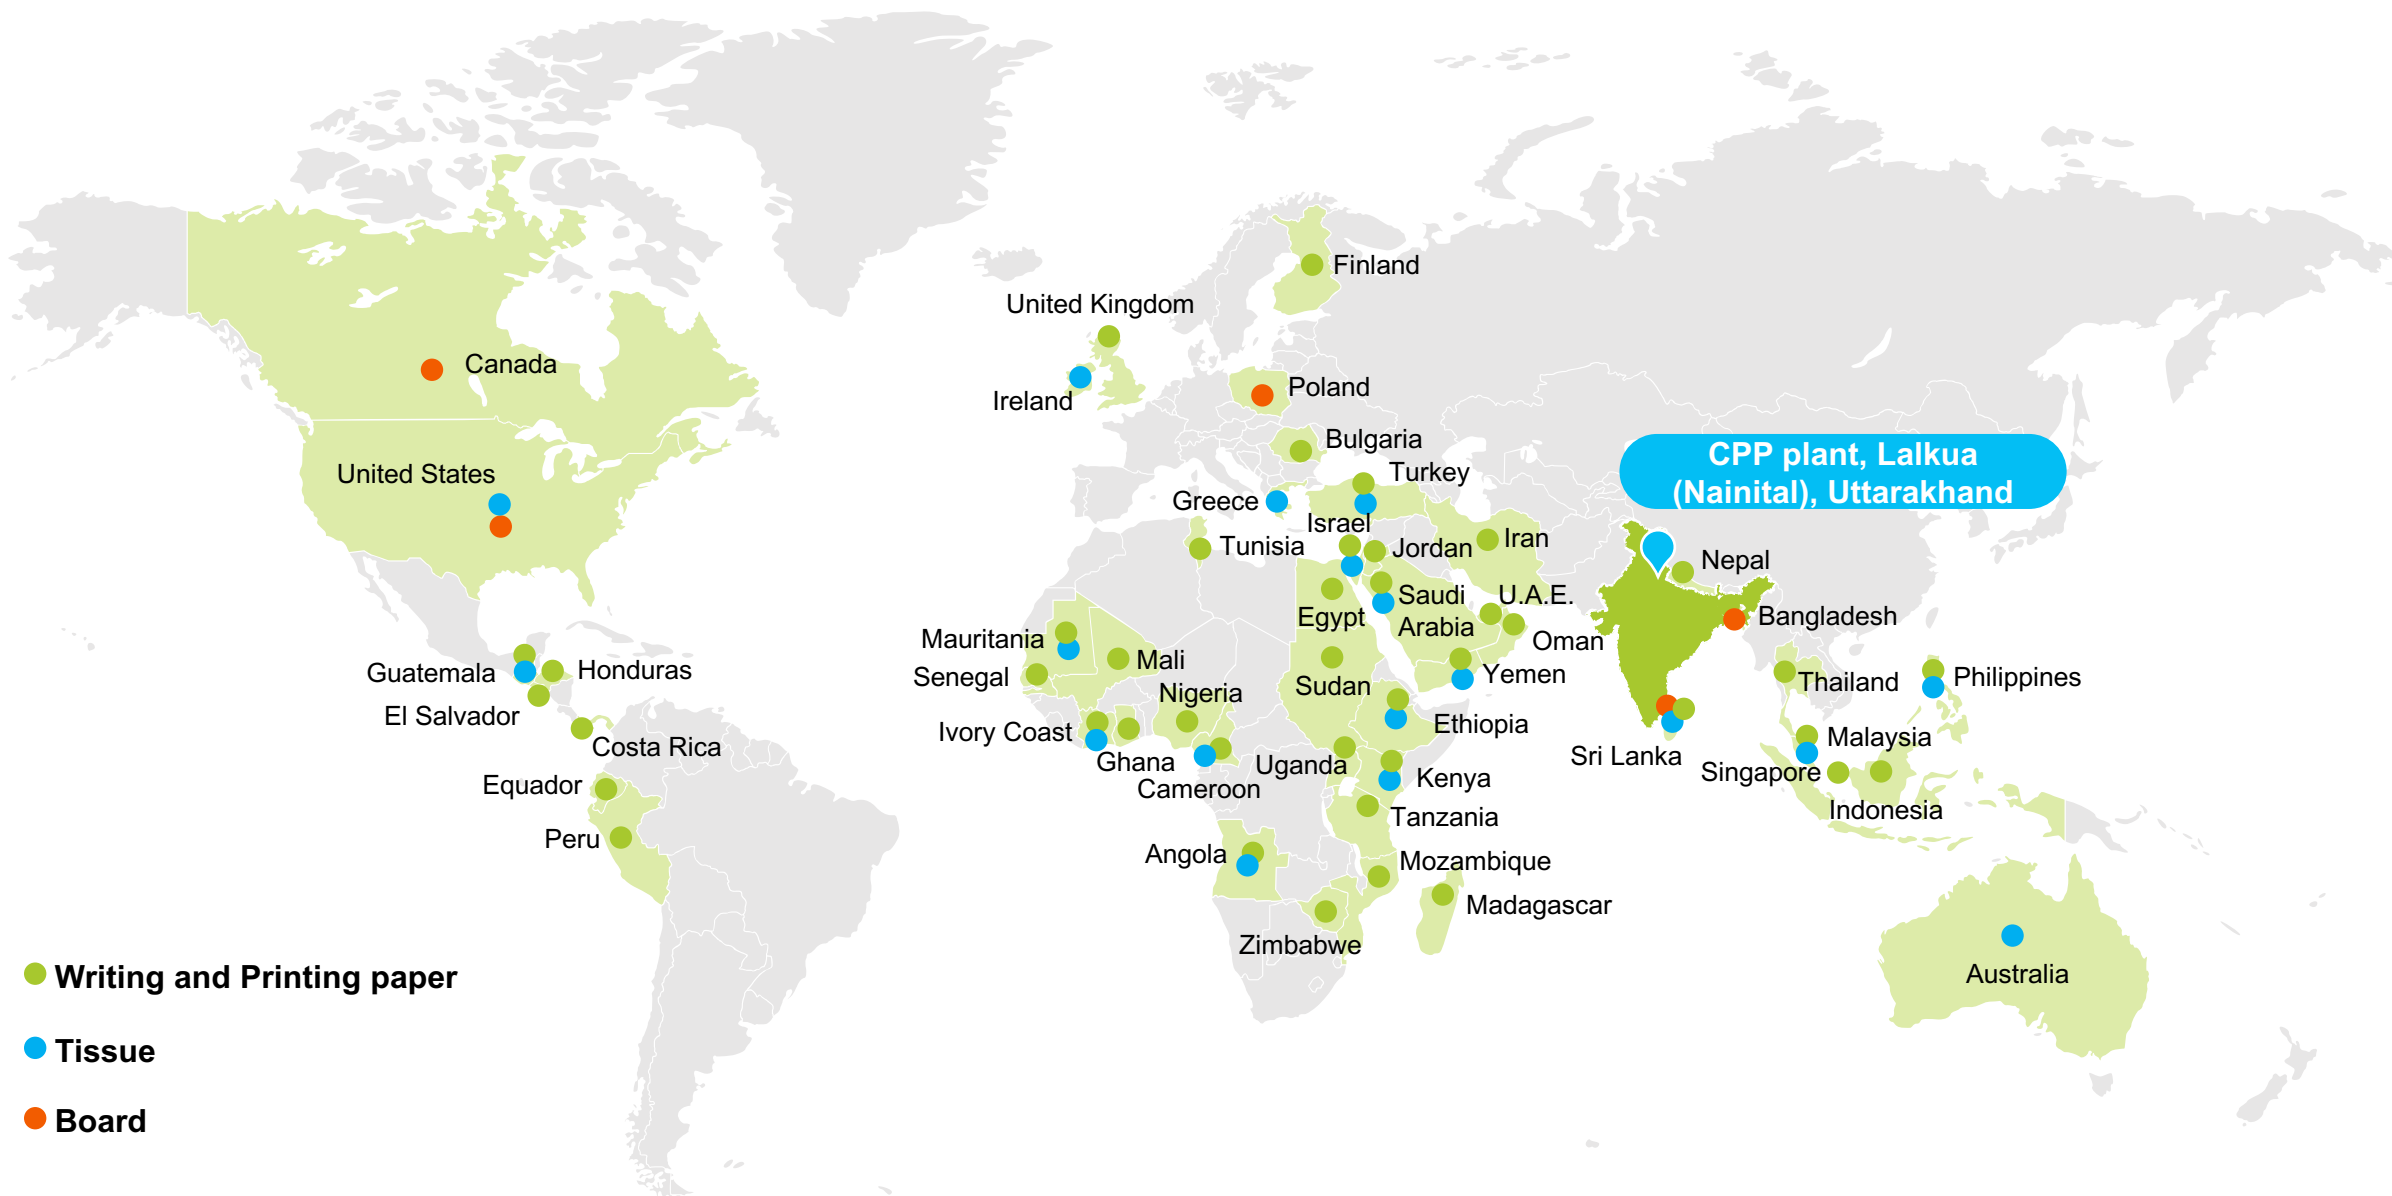 Finland
United Kingdom
Canada
Poland
Ireland
Bulgaria
CPP plant, Lalkua
(Nainital), Uttarakhand
United States
Turkey
Greece
Israel
Tunisia
Jordan
Iran
Nepal
Saudi
Arabia
U.A.E.
Egypt
Bangladesh
Mauritania
Oman
Mali
Guatemala
Honduras
Senegal
Yemen
Philippines
Sudan
Thailand
Nigeria
El Salvador
Ethiopia
Ivory Coast
Malaysia
Costa Rica
Sri Lanka
Ghana
Uganda
Singapore
Kenya
Equador
Cameroon
Indonesia
Tanzania
Peru
Angola
Mozambique
Madagascar
Zimbabwe
Australia
Writing and Printing paper
Tissue
Board